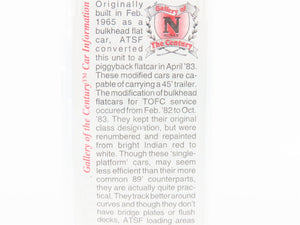 Originally
built in Feb.
1965 as a
bulkhead flat
car, ATSF
converted
this unit to a
piggyback flatcar in April '83.
These modified cars are ca-
pable of carrying a 45' trailer.
The modification of bulkhead
flatcars for TOFC service
occured from Feb. '82 to Oct.
'83. They kept their original
class designation, but were
renumbered and repainted
from bright Indian red to
white. Though these 'single-
platform' cars, may seem
less efficient than their more
common 89' counterparts,
they are actually quite prac-
tical. They track better around
curves and though they don't
have bridge plates or flush
decks, ATSF loading areas
Gallery of
N
The Century
Gallery of the Century™ Car Information